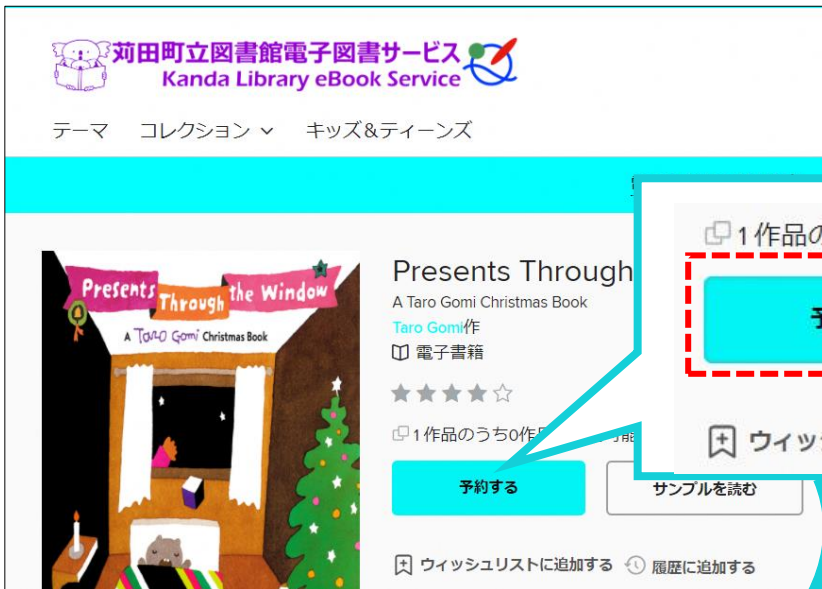 苅田町立図書館電子図書サービス
Kanda Library eBook Service
テーマ コレクション キッズ&ティーンズ
Presents Through the Window
A Taro Gomi Christmas Book
Presents Through
A Taro Gomi Christmas Book
Taro Gomi作
電子書籍
1作品のうち0作
予約する
サンプルを読む
ウィッシュリストに追加する 履歴に追加する
1作品の
予
ウィッ